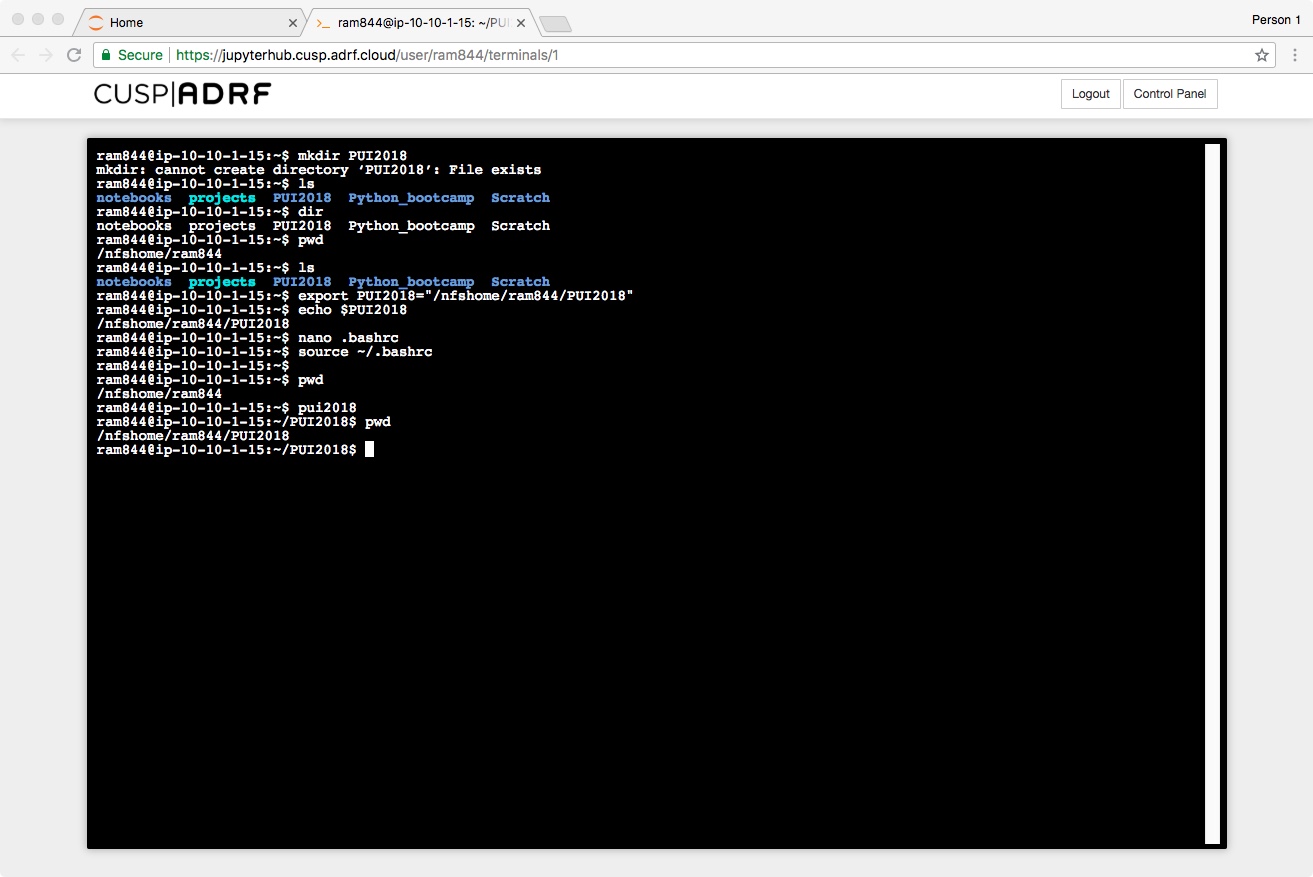 Home
ram844@ip-10-10-1-15: ~/PUI
Person 1
Secure
https://jupyterhub.cusp.adrf.cloud/user/ram844/terminals/1
CUSP|ADRF
Logout
Control Panel
ram844@ip-10-10-1-15:~$ mkdir PUI2018
mkdir: cannot create directory ‘PUI2018’: File exists
ram844@ip-10-10-1-15:~$ ls
notebooks  projects  PUI2018  Python_bootcamp  Scratch
ram844@ip-10-10-1-15:~$ dir
notebooks  projects  PUI2018  Python_bootcamp  Scratch
ram844@ip-10-10-1-15:~$ pwd
/nfshome/ram844
ram844@ip-10-10-1-15:~$ ls
notebooks  projects  PUI2018  Python_bootcamp  Scratch
ram844@ip-10-10-1-15:~$ export PUI2018="/nfshome/ram844/PUI2018"
ram844@ip-10-10-1-15:~$ echo $PUI2018
/nfshome/ram844/PUI2018
ram844@ip-10-10-1-15:~$ nano .bashrc
ram844@ip-10-10-1-15:~$ source ~/.bashrc
ram844@ip-10-10-1-15:~$
ram844@ip-10-10-1-15:~$ pwd
/nfshome/ram844
ram844@ip-10-10-1-15:~$ pui2018
ram844@ip-10-10-1-15:~/PUI2018$ pwd
/nfshome/ram844/PUI2018
ram844@ip-10-10-1-15:~/PUI2018$